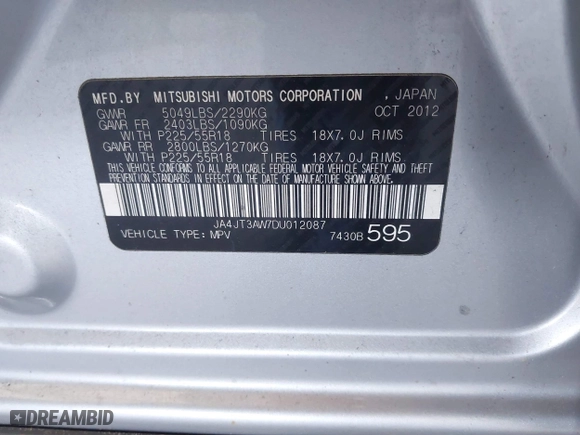 MFD.BY MITSUBISHI MOTORS CORPORATION , JAPAN
GVWR 5049LBS/2290KG OCT 2012
GAWR FR 2403LBS/1090KG
WITH P225/55R18 TIRES 18X7.0J RIMS
GAWR RR 2800LBS/1270KG
WITH P225/55R18 TIRES 18X7.0J RIMS
THIS VEHICLE CONFORMS TO ALL APPLICABLE FEDERAL MOTOR VEHICLE SAFETY AND
THEFT PREVENTION STANDARDS IN EFFECT ON THE DATE OF MANUFACTURE SHOWN ABOVE.
JA4JT3AW7DU012087
VEHICLE TYPE: MPV 7430B 595
DREAMBID